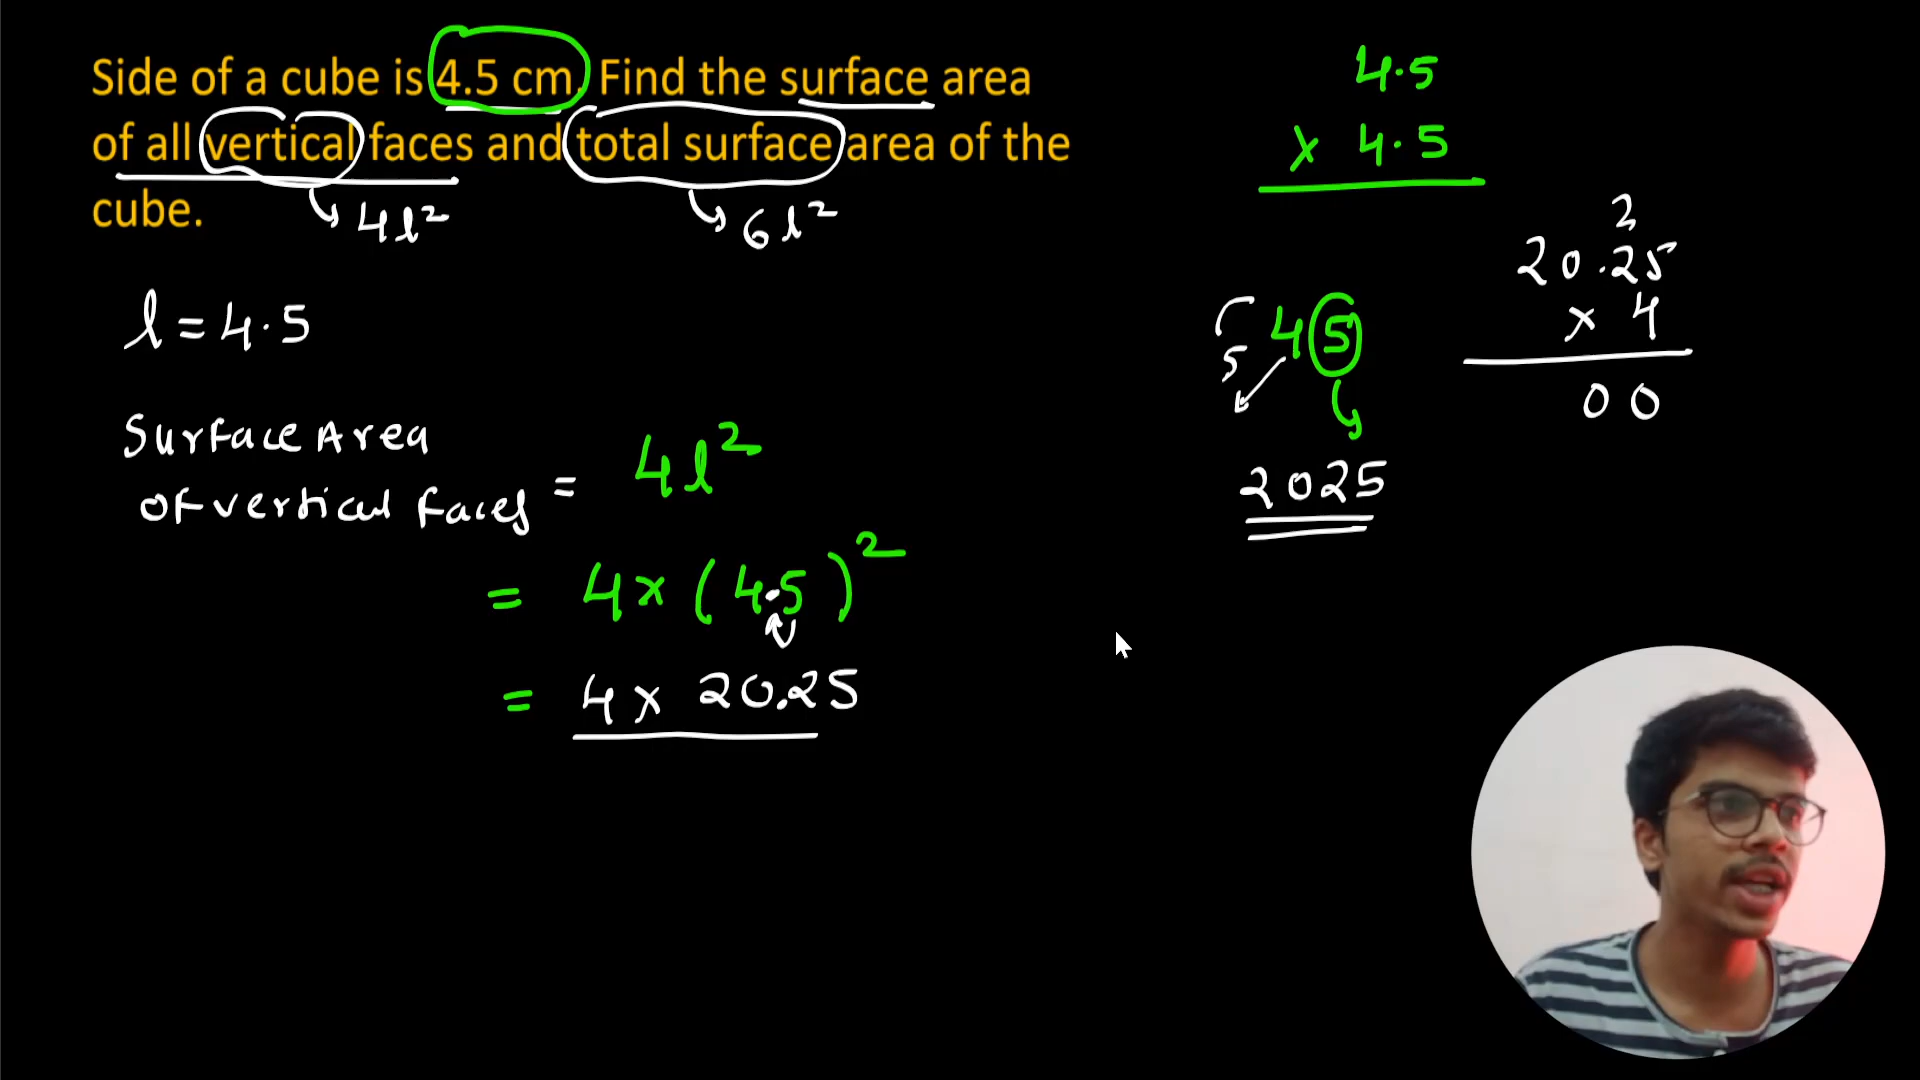 Side of a cube is 4.5 cm. Find the surface area
of all vertical faces and total surface area of the
cube.
4l²
6l²
l = 4.5
Surface Area
of vertical faces = 4l²
= 4 x (4.5)²
= 4 x 20.25
4.5
x 4.5
45
5
2025
2
20.25
x 4
00